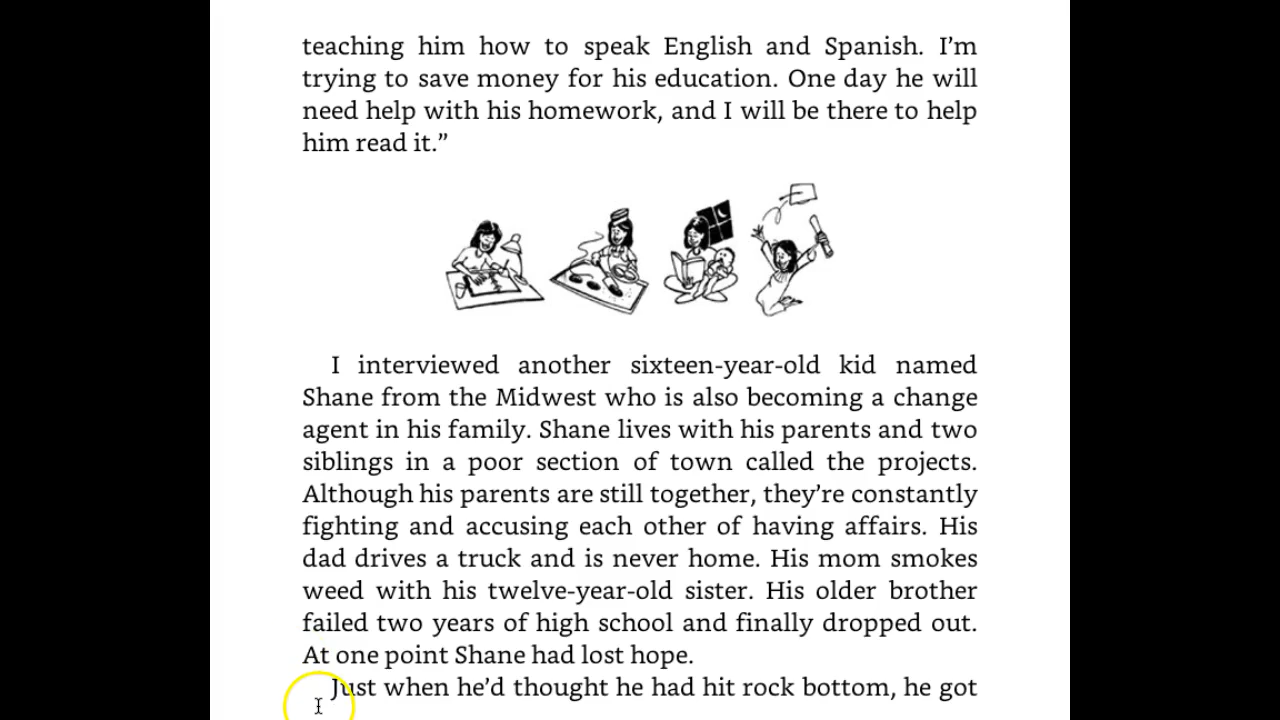 teaching him how to speak English and Spanish. I’m
trying to save money for his education. One day he will
need help with his homework, and I will be there to help
him read it.”
I interviewed another sixteen-year-old kid named
Shane from the Midwest who is also becoming a change
agent in his family. Shane lives with his parents and two
siblings in a poor section of town called the projects.
Although his parents are still together, they’re constantly
fighting and accusing each other of having affairs. His
dad drives a truck and is never home. His mom smokes
weed with his twelve-year-old sister. His older brother
failed two years of high school and finally dropped out.
At one point Shane had lost hope.
Just when he’d thought he had hit rock bottom, he got